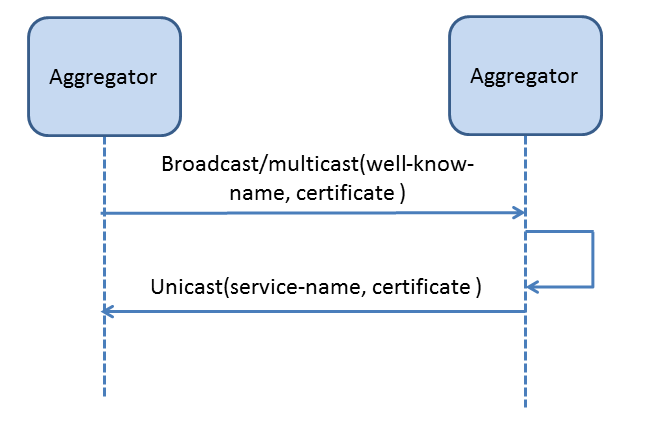 Aggregator
Aggregator
Broadcast/multicast(well-know-
name, certificate )
Unicast(service-name, certificate )